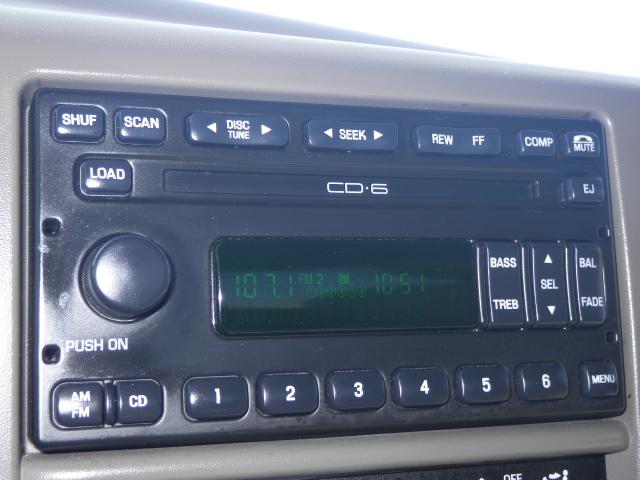 SHUF SCAN ◄ DISC TUNE ► ◄ SEEK ► REW FF COMP MUTE
LOAD CD·6 EJ
107.1 FM 2 10:51
BASS TREB ▲ SEL ▼ BAL FADE
PUSH ON
AM FM CD 1 2 3 4 5 6 MENU
OFF